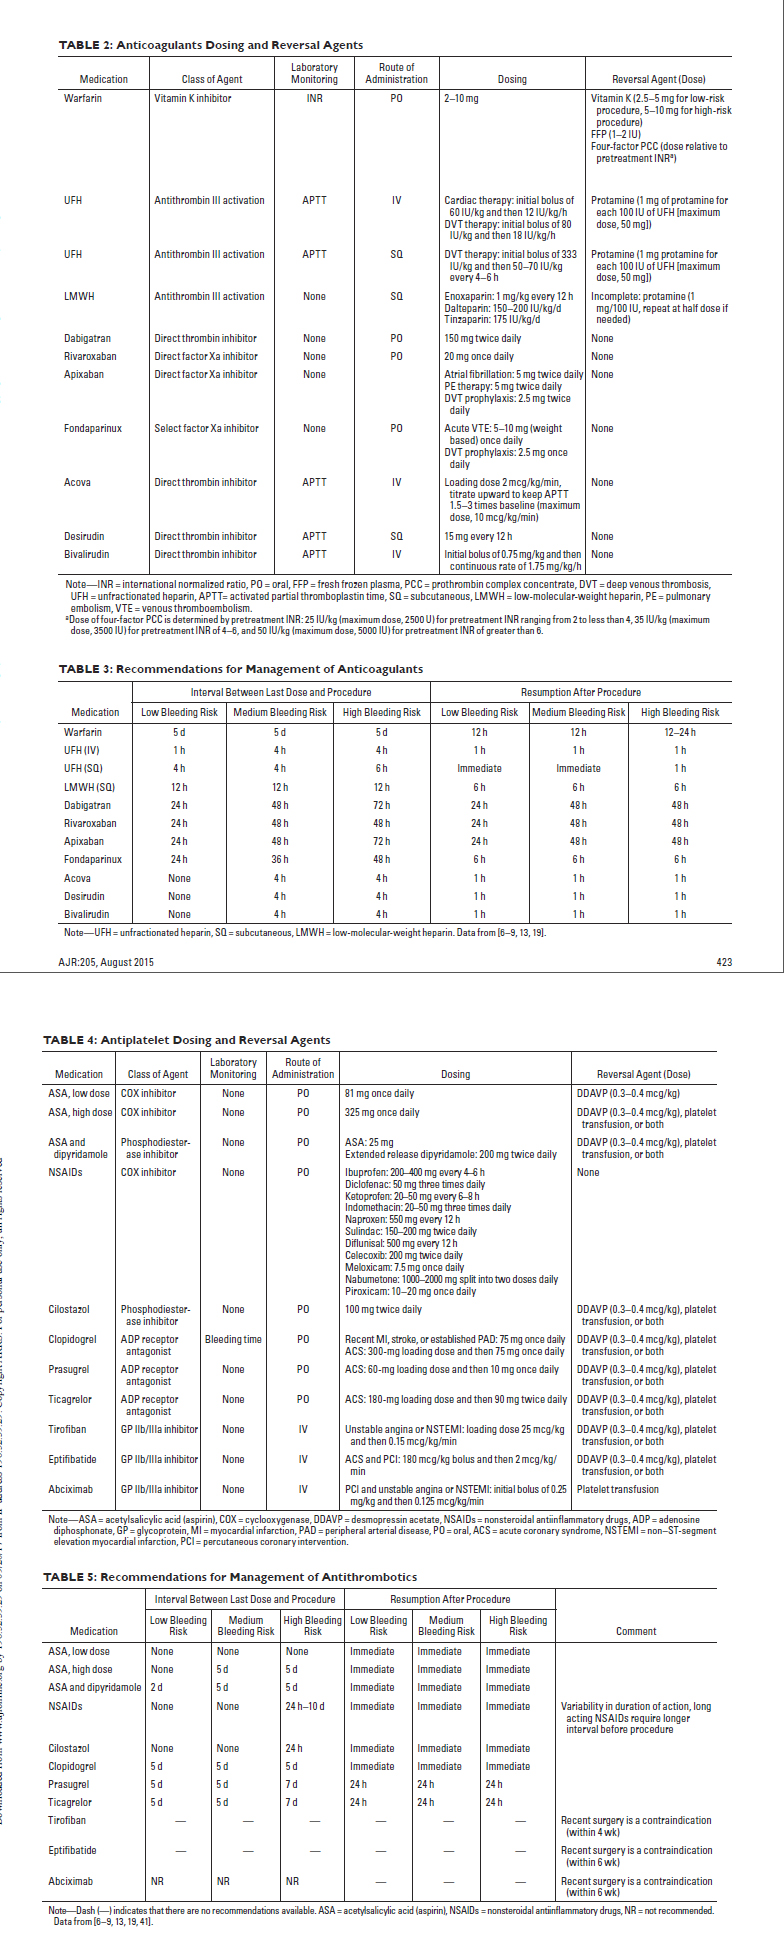 TABLE 2: Anticoagulants Dosing and Reversal Agents
Medication | Class of Agent | Laboratory Monitoring | Route of Administration | Dosing | Reversal Agent (Dose)
Warfarin | Vitamin K inhibitor | INR | PO | 2–10 mg | Vitamin K (2.5–5 mg for low-risk procedure, 5–10 mg for high-risk procedure) FFP (1–2 IU) Four-factor PCC (dose relative to pretreatment INRª)
UFH | Antithrombin III activation | APTT | IV | Cardiac therapy: initial bolus of 60 IU/kg and then 12 IU/kg/h DVT therapy: initial bolus of 80 IU/kg and then 18 IU/kg/h | Protamine (1 mg of protamine for each 100 IU of UFH [maximum dose, 50 mg])
UFH | Antithrombin III activation | APTT | SQ | DVT therapy: initial bolus of 333 IU/kg and then 50–70 IU/kg every 4–6 h | Protamine (1 mg protamine for each 100 IU of UFH [maximum dose, 50 mg])
LMWH | Antithrombin III activation | None | SQ | Enoxaparin: 1 mg/kg every 12 h Dalteparin: 150–200 IU/kg/d Tinzaparin: 175 IU/kg/d | Incomplete: protamine (1 mg/100 IU, repeat at half dose if needed)
Dabigatran | Direct thrombin inhibitor | None | PO | 150 mg twice daily | None
Rivaroxaban | Direct factor Xa inhibitor | None | PO | 20 mg once daily | None
Apixaban | Direct factor Xa inhibitor | None | Atrial fibrillation: 5 mg twice daily PE therapy: 5 mg twice daily DVT prophylaxis: 2.5 mg twice daily | None
Fondaparinux | Select factor Xa inhibitor | None | PO | Acute VTE: 5–10 mg (weight based) once daily DVT prophylaxis: 2.5 mg once daily | None
Acova | Direct thrombin inhibitor | APTT | IV | Loading dose 2 mcg/kg/min, titrate upward to keep APTT 1.5–3 times baseline (maximum dose, 10 mcg/kg/min) | None
Desirudin | Direct thrombin inhibitor | APTT | SQ | 15 mg every 12 h | None
Bivalirudin | Direct thrombin inhibitor | APTT | IV | Initial bolus of 0.75 mg/kg and then continuous rate of 1.75 mg/kg/h | None
Note—INR = international normalized ratio, PO = oral, FFP = fresh frozen plasma, PCC = prothrombin complex concentrate, DVT = deep venous thrombosis,
UFH = unfractionated heparin, APTT= activated partial thromboplastin time, SQ = subcutaneous, LMWH = low-molecular-weight heparin, PE = pulmonary
embolism, VTE = venous thromboembolism.
ªDose of four-factor PCC is determined by pretreatment INR: 25 IU/kg (maximum dose, 2500 U) for pretreatment INR ranging from 2 to less than 4, 35 IU/kg (maximum
dose, 3500 IU) for pretreatment INR of 4–6, and 50 IU/kg (maximum dose, 5000 IU) for pretreatment INR of greater than 6.
TABLE 3: Recommendations for Management of Anticoagulants
Interval Between Last Dose and Procedure | Resumption After Procedure
Medication | Low Bleeding Risk | Medium Bleeding Risk | High Bleeding Risk | Low Bleeding Risk | Medium Bleeding Risk | High Bleeding Risk
Warfarin | 5 d | 5 d | 5 d | 12 h | 12 h | 12–24 h
UFH (IV) | 1 h | 4 h | 4 h | 1 h | 1 h | 1 h
UFH (SQ) | 4 h | 4 h | 6 h | Immediate | Immediate | 1 h
LMWH (SQ) | 12 h | 12 h | 12 h | 6 h | 6 h | 6 h
Dabigatran | 24 h | 48 h | 72 h | 24 h | 48 h | 48 h
Rivaroxaban | 24 h | 48 h | 48 h | 24 h | 48 h | 48 h
Apixaban | 24 h | 48 h | 72 h | 24 h | 48 h | 48 h
Fondaparinux | 24 h | 36 h | 48 h | 6 h | 6 h | 6 h
Acova | None | 4 h | 4 h | 1 h | 1 h | 1 h
Desirudin | None | 4 h | 4 h | 1 h | 1 h | 1 h
Bivalirudin | None | 4 h | 4 h | 1 h | 1 h | 1 h
Note—UFH = unfractionated heparin, SQ = subcutaneous, LMWH = low-molecular-weight heparin. Data from [6–9, 13, 19].
AJR:205, August 2015 423
TABLE 4: Antiplatelet Dosing and Reversal Agents
Medication | Class of Agent | Laboratory Monitoring | Route of Administration | Dosing | Reversal Agent (Dose)
ASA, low dose | COX inhibitor | None | PO | 81 mg once daily | DDAVP (0.3–0.4 mcg/kg)
ASA, high dose | COX inhibitor | None | PO | 325 mg once daily | DDAVP (0.3–0.4 mcg/kg), platelet transfusion, or both
ASA and dipyridamole | Phosphodiester-ase inhibitor | None | PO | ASA: 25 mg Extended release dipyridamole: 200 mg twice daily | DDAVP (0.3–0.4 mcg/kg), platelet transfusion, or both
NSAIDs | COX inhibitor | None | PO | Ibuprofen: 200–400 mg every 4–6 h | None
Diclofenac: 50 mg three times daily
Ketoprofen: 20–50 mg every 6–8 h
Indomethacin: 20–50 mg three times daily
Naproxen: 550 mg every 12 h
Sulindac: 150–200 mg twice daily
Diflunisal: 500 mg every 12 h
Celecoxib: 200 mg twice daily
Meloxicam: 7.5 mg once daily
Nabumetone: 1000–2000 mg split into two doses daily
Piroxicam: 10–20 mg once daily
Cilostazol | Phosphodiester-ase inhibitor | None | PO | 100 mg twice daily | DDAVP (0.3–0.4 mcg/kg), platelet transfusion, or both
Clopidogrel | ADP receptor antagonist | Bleeding time | PO | Recent MI, stroke, or established PAD: 75 mg once daily ACS: 300-mg loading dose and then 75 mg once daily | DDAVP (0.3–0.4 mcg/kg), platelet transfusion, or both
Prasugrel | ADP receptor antagonist | None | PO | ACS: 60-mg loading dose and then 10 mg once daily | DDAVP (0.3–0.4 mcg/kg), platelet transfusion, or both
Ticagrelor | ADP receptor antagonist | None | PO | ACS: 180-mg loading dose and then 90 mg twice daily | DDAVP (0.3–0.4 mcg/kg), platelet transfusion, or both
Tirofiban | GP IIb/IIIa inhibitor | None | IV | Unstable angina or NSTEMI: loading dose 25 mcg/kg and then 0.15 mcg/kg/min | DDAVP (0.3–0.4 mcg/kg), platelet transfusion, or both
Eptifibatide | GP IIb/IIIa inhibitor | None | IV | ACS and PCI: 180 mcg/kg bolus and then 2 mcg/kg/min | DDAVP (0.3–0.4 mcg/kg), platelet transfusion, or both
Abciximab | GP IIb/IIIa inhibitor | None | IV | PCI and unstable angina or NSTEMI: initial bolus of 0.25 mg/kg and then 0.125 mcg/kg/min | Platelet transfusion
Note—ASA = acetylsalicylic acid (aspirin), COX = cyclooxygenase, DDAVP = desmopressin acetate, NSAIDs = nonsteroidal antiinflammatory drugs, ADP = adenosine
diphosphonate, GP = glycoprotein, MI = myocardial infarction, PAD = peripheral arterial disease, PO = oral, ACS = acute coronary syndrome, NSTEMI = non–ST-segment
elevation myocardial infarction, PCI = percutaneous coronary intervention.
TABLE 5: Recommendations for Management of Antithrombotics
Interval Between Last Dose and Procedure | Resumption After Procedure
Medication | Low Bleeding Risk | Medium Bleeding Risk | High Bleeding Risk | Low Bleeding Risk | Medium Bleeding Risk | High Bleeding Risk | Comment
ASA, low dose | None | None | None | Immediate | Immediate | Immediate
ASA, high dose | None | 5 d | 5 d | Immediate | Immediate | Immediate
ASA and dipyridamole | 2 d | 5 d | 5 d | Immediate | Immediate | Immediate
NSAIDs | None | None | 24 h–10 d | Immediate | Immediate | Immediate | Variability in duration of action, long acting NSAIDs require longer interval before procedure
Cilostazol | None | None | 24 h | Immediate | Immediate | Immediate
Clopidogrel | 5 d | 5 d | 5 d | Immediate | Immediate | Immediate
Prasugrel | 5 d | 5 d | 7 d | 24 h | 24 h | 24 h
Ticagrelor | 5 d | 5 d | 7 d | 24 h | 24 h | 24 h
Tirofiban | — | — | — | — | — | — | Recent surgery is a contraindication (within 4 wk)
Eptifibatide | — | — | — | — | — | — | Recent surgery is a contraindication (within 6 wk)
Abciximab | NR | NR | NR | — | — | — | Recent surgery is a contraindication (within 6 wk)
Note—Dash (—) indicates that there are no recommendations available. ASA = acetylsalicylic acid (aspirin), NSAIDs = nonsteroidal antiinflammatory drugs, NR = not recommended.
Data from [6–9, 13, 19, 41].